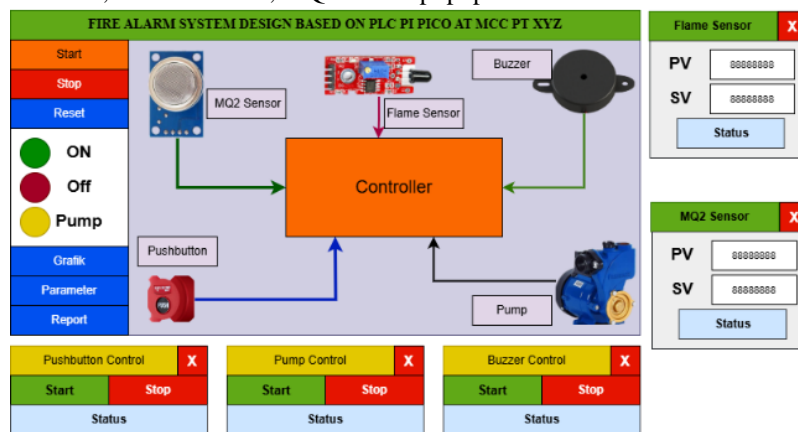 FIRE ALARM SYSTEM DESIGN BASED ON PLC PI PICO AT MCC PT XYZ
Start
Stop
Reset
ON
Off
Pump
Grafik
Parameter
Report
MQ2 Sensor
Flame Sensor
Buzzer
Controller
Pushbutton
Pump
Flame Sensor X
PV 88888888
SV 88888888
Status
MQ2 Sensor X
PV 88888888
SV 88888888
Status
Pushbutton Control X
Start Stop
Status
Pump Control X
Start Stop
Status
Buzzer Control X
Start Stop
Status